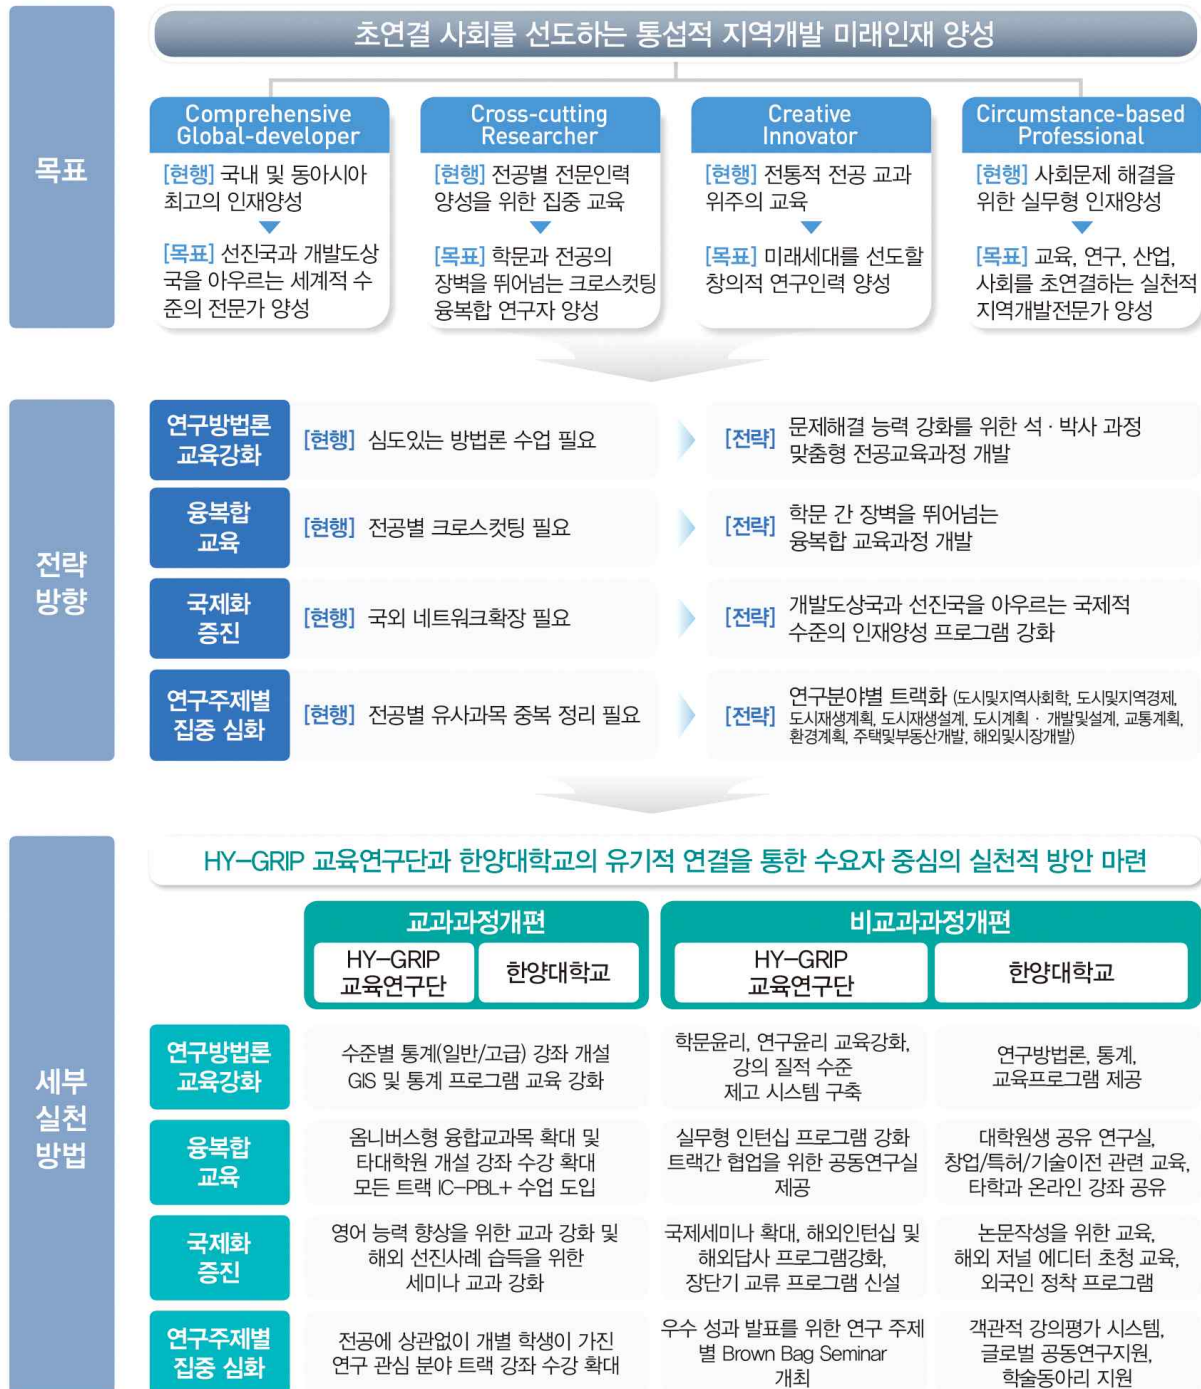 목표
초연결 사회를 선도하는 통섭적 지역개발 미래인재 양성
Comprehensive
Global-developer
[현행] 국내 및 동아시아
최고의 인재양성
[목표] 선진국과 개발도상
국을 아우르는 세계적 수
준의 전문가 양성
Cross-cutting
Researcher
[현행] 전공별 전문인력
양성을 위한 집중 교육
[목표] 학문과 전공의
장벽을 뛰어넘는 크로스컷팅
융복합 연구자 양성
Creative
Innovator
[현행] 전통적 전공 교과
위주의 교육
[목표] 미래세대를 선도할
창의적 연구인력 양성
Circumstance-based
Professional
[현행] 사회문제 해결을
위한 실무형 인재양성
[목표] 교육, 연구, 산업,
사회를 초연결하는 실천적
지역개발전문가 양성
전략
방향
연구방법론
교육강화
[현행] 심도있는 방법론 수업 필요
[전략] 문제해결 능력 강화를 위한 석·박사 과정
맞춤형 전공교육과정 개발
융복합
교육
[현행] 전공별 크로스컷팅 필요
[전략] 학문 간 장벽을 뛰어넘는
융복합 교육과정 개발
국제화
증진
[현행] 국외 네트워크확장 필요
[전략] 개발도상국과 선진국을 아우르는 국제적
수준의 인재양성 프로그램 강화
연구주제별
집중 심화
[현행] 전공별 유사과목 중복 정리 필요
[전략] 연구분야별 트랙화 (도시및지역사회학, 도시및지역경제,
도시재생계획, 도시재생설계, 도시계획·개발및설계, 교통계획,
환경계획, 주택및부동산개발, 해외및시장개발)
세부
실천
방법
HY-GRIP 교육연구단과 한양대학교의 유기적 연결을 통한 수요자 중심의 실천적 방안 마련
교과과정개편
HY-GRIP
교육연구단
한양대학교
비교과과정개편
HY-GRIP
교육연구단
한양대학교
연구방법론
교육강화
수준별 통계(일반/고급) 강좌 개설
GIS 및 통계 프로그램 교육 강화
학문윤리, 연구윤리 교육강화,
강의 질적 수준
제고 시스템 구축
연구방법론, 통계,
교육프로그램 제공
융복합
교육
옴니버스형 융합교과목 확대 및
타대학원 개설 강좌 수강 확대
모든 트랙 IC-PBL+ 수업 도입
실무형 인턴십 프로그램 강화
트랙간 협업을 위한 공동연구실
제공
대학원생 공유 연구실,
창업/특허/기술이전 관련 교육,
타학과 온라인 강좌 공유
국제화
증진
영어 능력 향상을 위한 교과 강화 및
해외 선진사례 습득을 위한
세미나 교과 강화
국제세미나 확대, 해외인턴십 및
해외답사 프로그램강화,
장단기 교류 프로그램 신설
논문작성을 위한 교육,
해외 저널 에디터 초청 교육,
외국인 정착 프로그램
연구주제별
집중 심화
전공에 상관없이 개별 학생이 가진
연구 관심 분야 트랙 강좌 수강 확대
우수 성과 발표를 위한 연구 주제
별 Brown Bag Seminar
개최
객관적 강의평가 시스템,
글로벌 공동연구지원,
학술동아리 지원